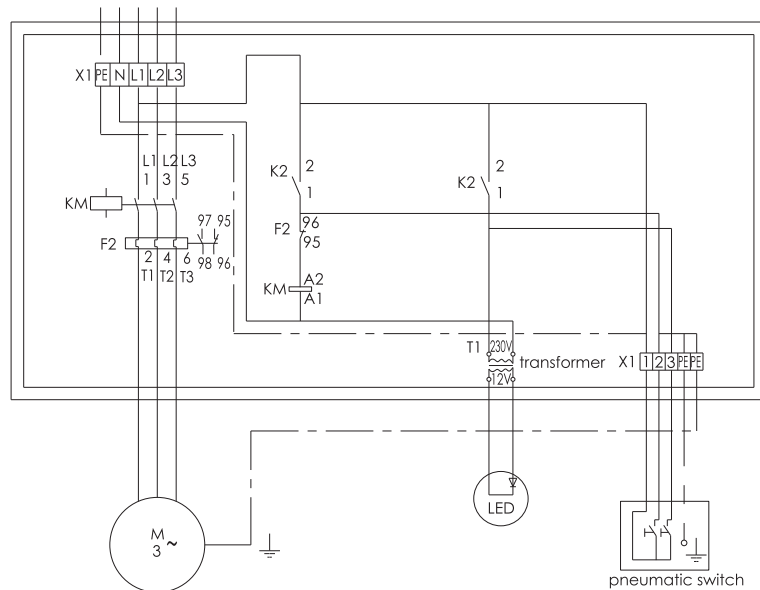 X1 PE N L1 L2 L3
L1 L2 L3
1 3 5
KM
F2
97 95
98 96
2 4 6
T1 T2 T3
K2 2
1
F2 96
95
KM A2
A1
K2 2
1
T1 230V
transformer
12V
X1 1 2 3 PE PE
LED
M
3 ~
pneumatic switch